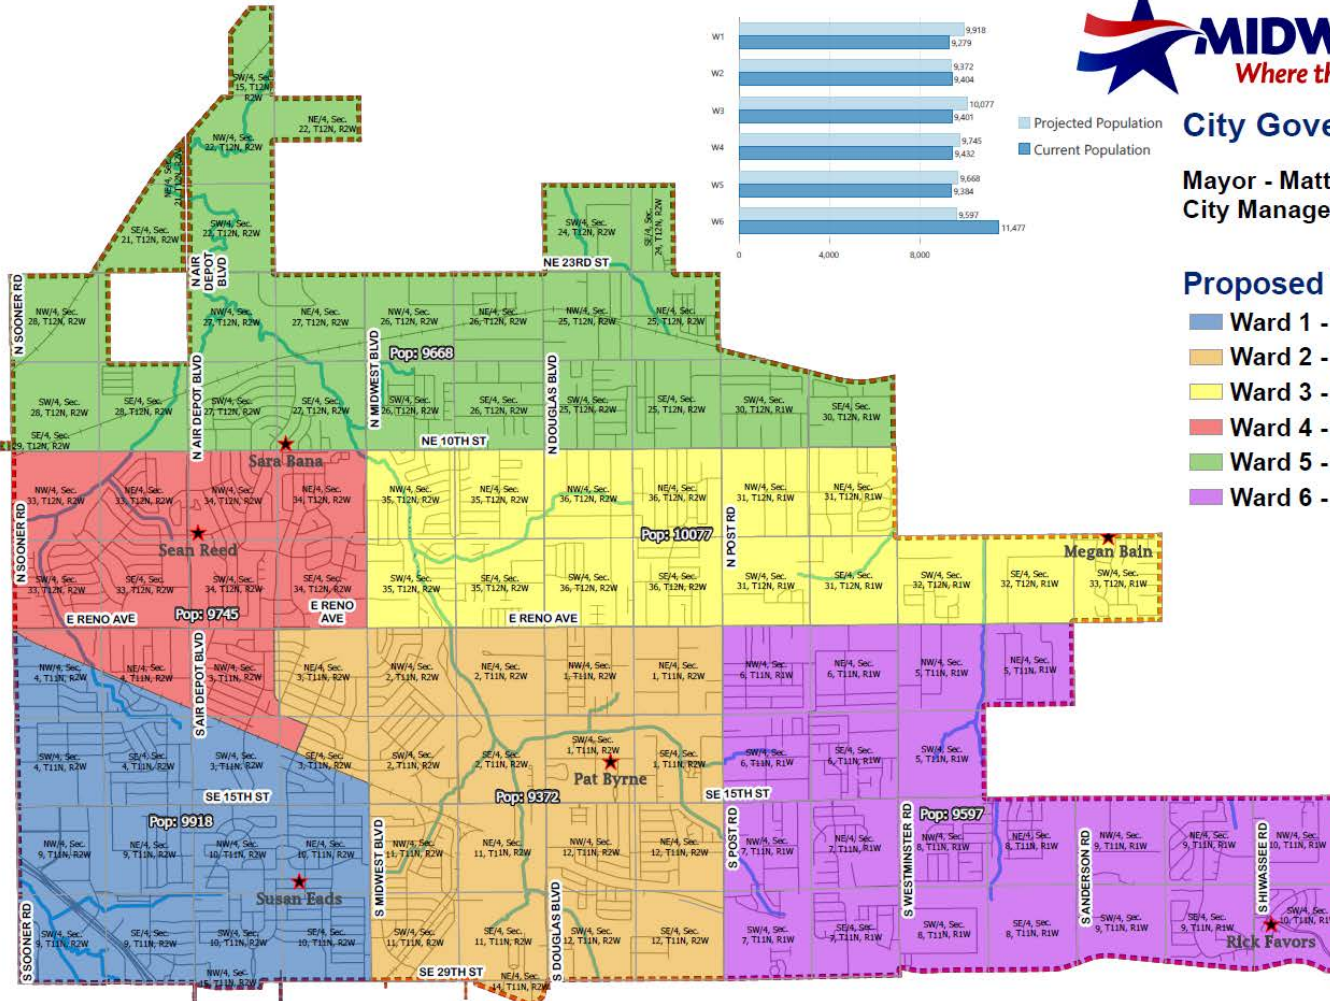 W1
9,918
9,279
W2
9,372
9,404
W3
10,077
9,401
W4
9,745
9,432
W5
9,668
9,384
W6
9,597
11,477
0
4,000
8,000
Projected Population
Current Population
MIDW
Where th
City Gove
Mayor - Matt
City Manage
Proposed
Ward 1 -
Ward 2 -
Ward 3 -
Ward 4 -
Ward 5 -
Ward 6 -
SW/4, Sec.
15, T12N,
R2W
NE/4, Sec.
22, T12N, R2W
NW/4, Sec.
22, T12N, R2W
NE/4, Sec.
21, T12N, R2W
SE/4, Sec.
21, T12N, R2W
SW/4, Sec.
22, T12N, R2W
SW/4, Sec.
24, T12N, R2W
SE/4, Sec.
24, T12N, R2W
N AIR
DEPOT
BLVD
NE 23RD ST
N SOONER RD
NW/4, Sec.
28, T12N, R2W
NW/4, Sec.
27, T12N, R2W
NE/4, Sec.
27, T12N, R2W
NW/4, Sec.
26, T12N, R2W
NE/4, Sec.
26, T12N, R2W
NW/4, Sec.
25, T12N, R2W
NE/4, Sec.
25, T12N, R2W
Pop: 9668
N AIR DEPOT BLVD
N MIDWEST BLVD
N DOUGLAS BLVD
SW/4, Sec.
28, T12N, R2W
SE/4, Sec.
28, T12N, R2W
SW/4, Sec.
27, T12N, R2W
SE/4, Sec.
27, T12N, R2W
SW/4, Sec.
26, T12N, R2W
SE/4, Sec.
26, T12N, R2W
SW/4, Sec.
25, T12N, R2W
SE/4, Sec.
25, T12N, R2W
SW/4, Sec.
30, T12N, R1W
SE/4, Sec.
30, T12N, R1W
SE/4, Sec.
29, T12N, R2W
NE 10TH ST
Sara Bana
NW/4, Sec.
33, T12N, R2W
NE/4, Sec.
33, T12N, R2W
NW/4, Sec.
34, T12N, R2W
NE/4, Sec.
34, T12N, R2W
NW/4, Sec.
35, T12N, R2W
NE/4, Sec.
35, T12N, R2W
NW/4, Sec.
36, T12N, R2W
NE/4, Sec.
36, T12N, R2W
NW/4, Sec.
31, T12N, R1W
NE/4, Sec.
31, T12N, R1W
N SOONER RD
Sean Reed
Pop: 10077
N POST RD
Megan Bain
SW/4, Sec.
33, T12N, R2W
SE/4, Sec.
33, T12N, R2W
SW/4, Sec.
34, T12N, R2W
SE/4, Sec.
34, T12N, R2W
SW/4, Sec.
35, T12N, R2W
SE/4, Sec.
35, T12N, R2W
SW/4, Sec.
36, T12N, R2W
SE/4, Sec.
36, T12N, R2W
SW/4, Sec.
31, T12N, R1W
SE/4, Sec.
31, T12N, R1W
SW/4, Sec.
32, T12N, R1W
SE/4, Sec.
32, T12N, R1W
SW/4, Sec.
33, T12N, R1W
E RENO AVE
Pop: 9745
E RENO
AVE
E RENO AVE
NW/4, Sec.
4, T11N, R2W
NE/4, Sec.
4, T11N, R2W
NW/4, Sec.
3, T11N, R2W
NE/4, Sec.
3, T11N, R2W
NW/4, Sec.
2, T11N, R2W
NE/4, Sec.
2, T11N, R2W
NW/4, Sec.
1, T11N, R2W
NE/4, Sec.
1, T11N, R2W
NW/4, Sec.
6, T11N, R1W
NE/4, Sec.
6, T11N, R1W
NW/4, Sec.
5, T11N, R1W
NE/4, Sec.
5, T11N, R1W
S AIR DEPOT BLVD
SW/4, Sec.
4, T11N, R2W
SE/4, Sec.
4, T11N, R2W
SW/4, Sec.
3, T11N, R2W
SE/4, Sec.
3, T11N, R2W
SW/4, Sec.
2, T11N, R2W
SE/4, Sec.
2, T11N, R2W
SW/4, Sec.
1, T11N, R2W
SE/4, Sec.
1, T11N, R2W
SW/4, Sec.
6, T11N, R1W
SE/4, Sec.
6, T11N, R1W
SW/4, Sec.
5, T11N, R1W
Pat Byrne
SE 15TH ST
Pop: 9372
SE 15TH ST
Pop: 9918
Pop: 9597
S MIDWEST BLVD
S POST RD
S WESTMINSTER RD
S ANDERSON RD
S HIWASSEE RD
NW/4, Sec.
9, T11N, R2W
NE/4, Sec.
9, T11N, R2W
NW/4, Sec.
10, T11N, R2W
NE/4, Sec.
10, T11N, R2W
NW/4, Sec.
11, T11N, R2W
NE/4, Sec.
11, T11N, R2W
NW/4, Sec.
12, T11N, R2W
NE/4, Sec.
12, T11N, R2W
NW/4, Sec.
7, T11N, R1W
NE/4, Sec.
7, T11N, R1W
NW/4, Sec.
8, T11N, R1W
NE/4, Sec.
8, T11N, R1W
NW/4, Sec.
9, T11N, R1W
NE/4, Sec.
9, T11N, R1W
NW/4, Sec.
10, T11N, R1W
Susan Eads
S SOONER RD
SW/4, Sec.
9, T11N, R2W
SE/4, Sec.
9, T11N, R2W
SW/4, Sec.
10, T11N, R2W
SE/4, Sec.
10, T11N, R2W
SW/4, Sec.
11, T11N, R2W
SE/4, Sec.
11, T11N, R2W
S DOUGLAS BLVD
SW/4, Sec.
12, T11N, R2W
SE/4, Sec.
12, T11N, R2W
SW/4, Sec.
7, T11N, R1W
SE/4, Sec.
7, T11N, R1W
SW/4, Sec.
8, T11N, R1W
SE/4, Sec.
8, T11N, R1W
SW/4, Sec.
9, T11N, R1W
SE/4, Sec.
9, T11N, R1W
SW/4, Sec.
10, T11N, R1
Rick Favors
SE 29TH ST
NW/4, Sec.
15, T11N, R2W
NE/4, Sec.
14, T11N, R2W